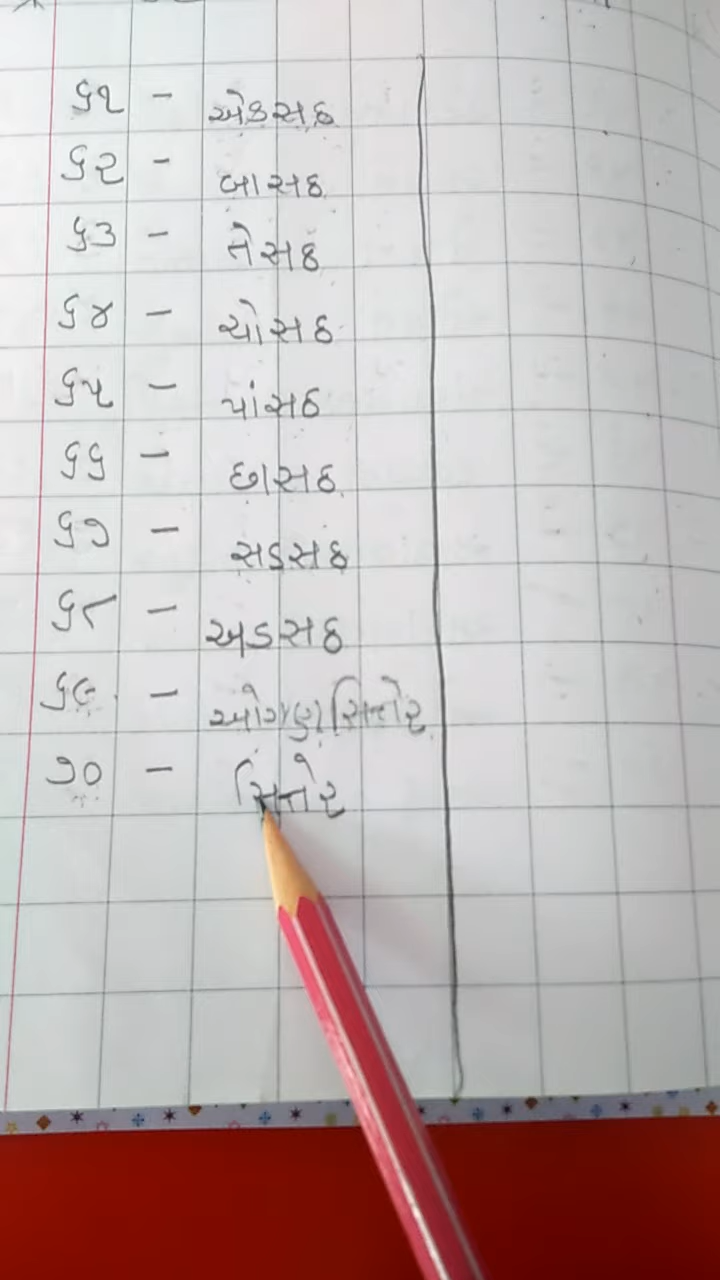 ૬૧ - એકસઠ
૬૨ - બાસઠ
૬૩ - તેસઠ
૬૪ - ચોસઠ
૬૫ - પાંસઠ
૬૬ - છાસઠ
૬૭ - સડસઠ
૬૮ - અડસઠ
૬૯ - ઓગણસિત્તેર
૭૦ - સિત્તેર